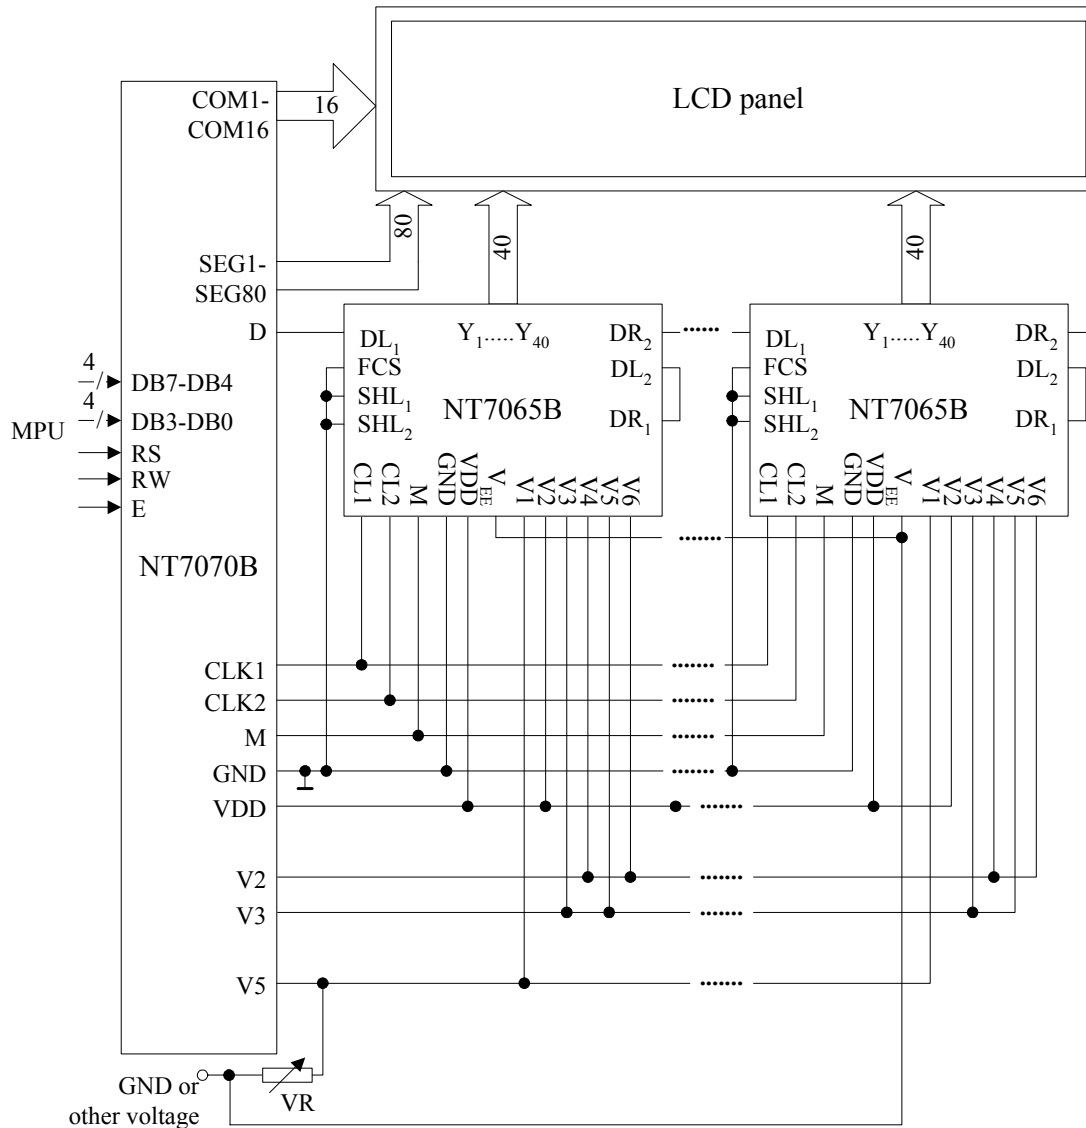 LCD panel
COM1-
COM16
16
80
40
40
SEG1-
SEG80
D
DL1
Y1.....Y40
DR2
FCS
DL2
SHL1
SHL2
NT7065B
DR1
CL1
CL2
M
GND
VDD
VEE
V1
V2
V3
V4
V5
V6
DL1
Y1.....Y40
DR2
FCS
DL2
SHL1
SHL2
NT7065B
DR1
CL1
CL2
M
GND
VDD
VEE
V1
V2
V3
V4
V5
V6
MPU
4
DB7-DB4
4
DB3-DB0
RS
RW
E
NT7070B
CLK1
CLK2
M
GND
VDD
V2
V3
V5
GND or
other voltage
VR